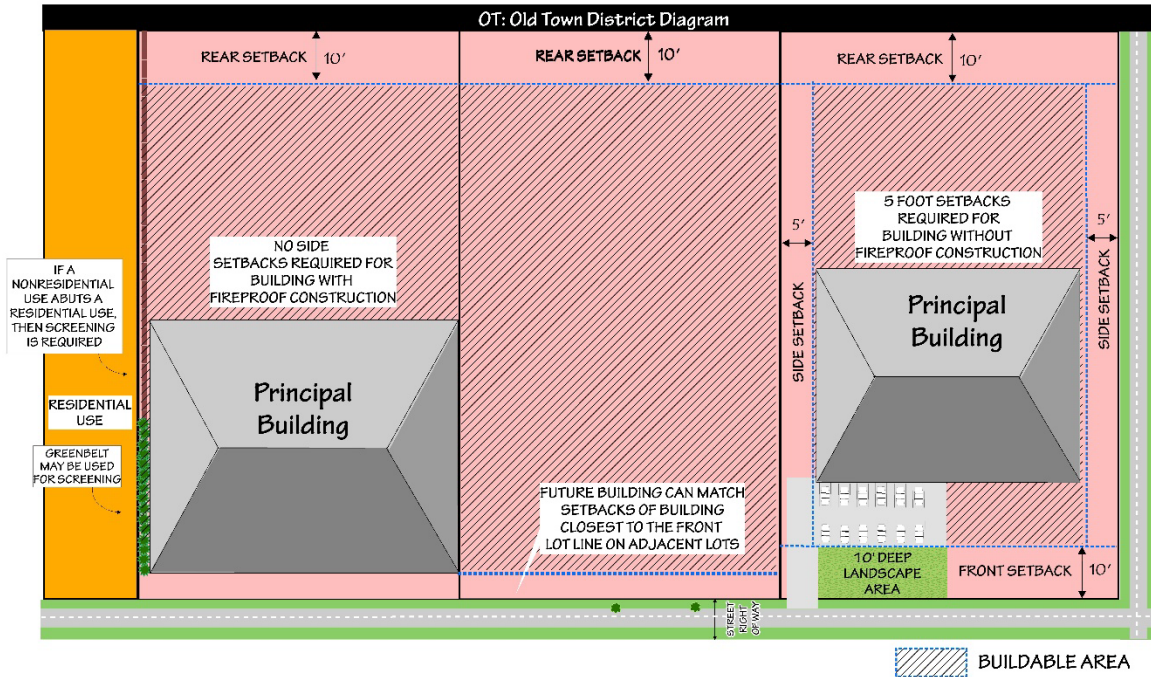 OT: Old Town District Diagram
REAR SETBACK 10'
REAR SETBACK 10'
REAR SETBACK 10'
NO SIDE
SETBACKS REQUIRED FOR
BUILDING WITH
FIREPROOF CONSTRUCTION
5 FOOT SETBACKS
REQUIRED FOR
BUILDING WITHOUT
FIREPROOF CONSTRUCTION
5'
5'
SIDE SETBACK
SIDE SETBACK
IF A
NONRESIDENTIAL
USE ABUTS A
RESIDENTIAL USE,
THEN SCREENING
IS REQUIRED
Principal
Building
Principal
Building
RESIDENTIAL
USE
GREENBELT
MAY BE USED
FOR SCREENING
FUTURE BUILDING CAN MATCH
SETBACKS OF BUILDING
CLOSEST TO THE FRONT
LOT LINE ON ADJACENT LOTS
10' DEEP
LANDSCAPE
AREA
FRONT SETBACK 10'
STREET
RIGHT
OF WAY
BUILDABLE AREA